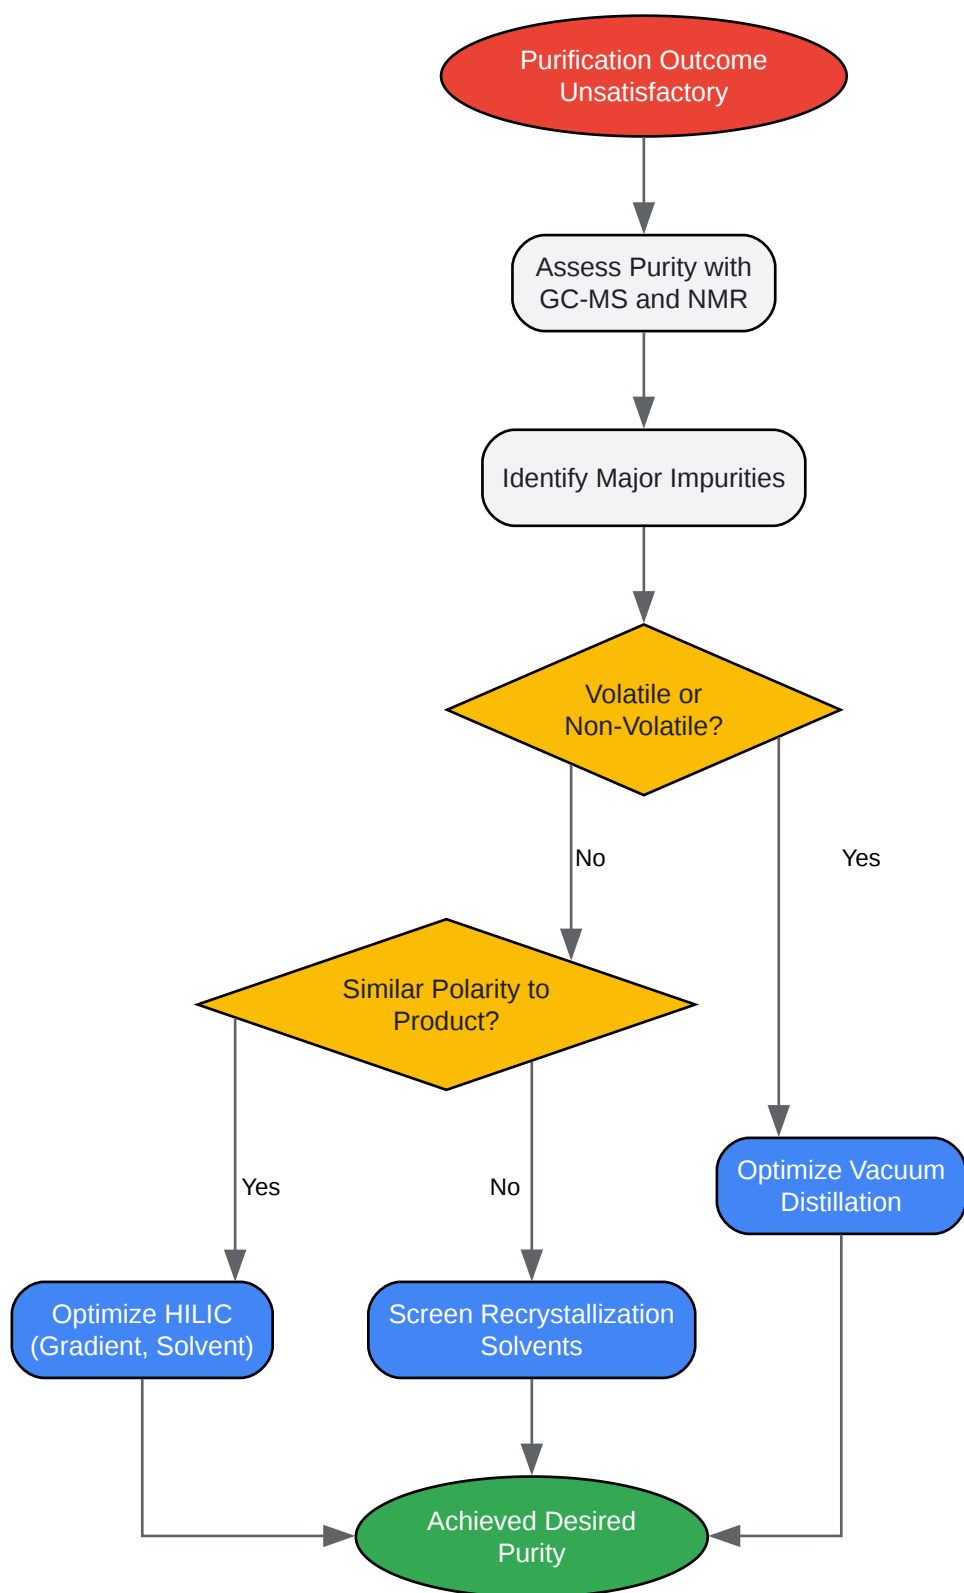 Purification Outcome
Unsatisfactory
Assess Purity with
GC-MS and NMR
Identify Major Impurities
Volatile or
Non-Volatile?
No
Yes
Similar Polarity to
Product?
Yes
No
Optimize Vacuum
Distillation
Optimize HILIC
(Gradient, Solvent)
Screen Recrystallization
Solvents
Achieved Desired
Purity